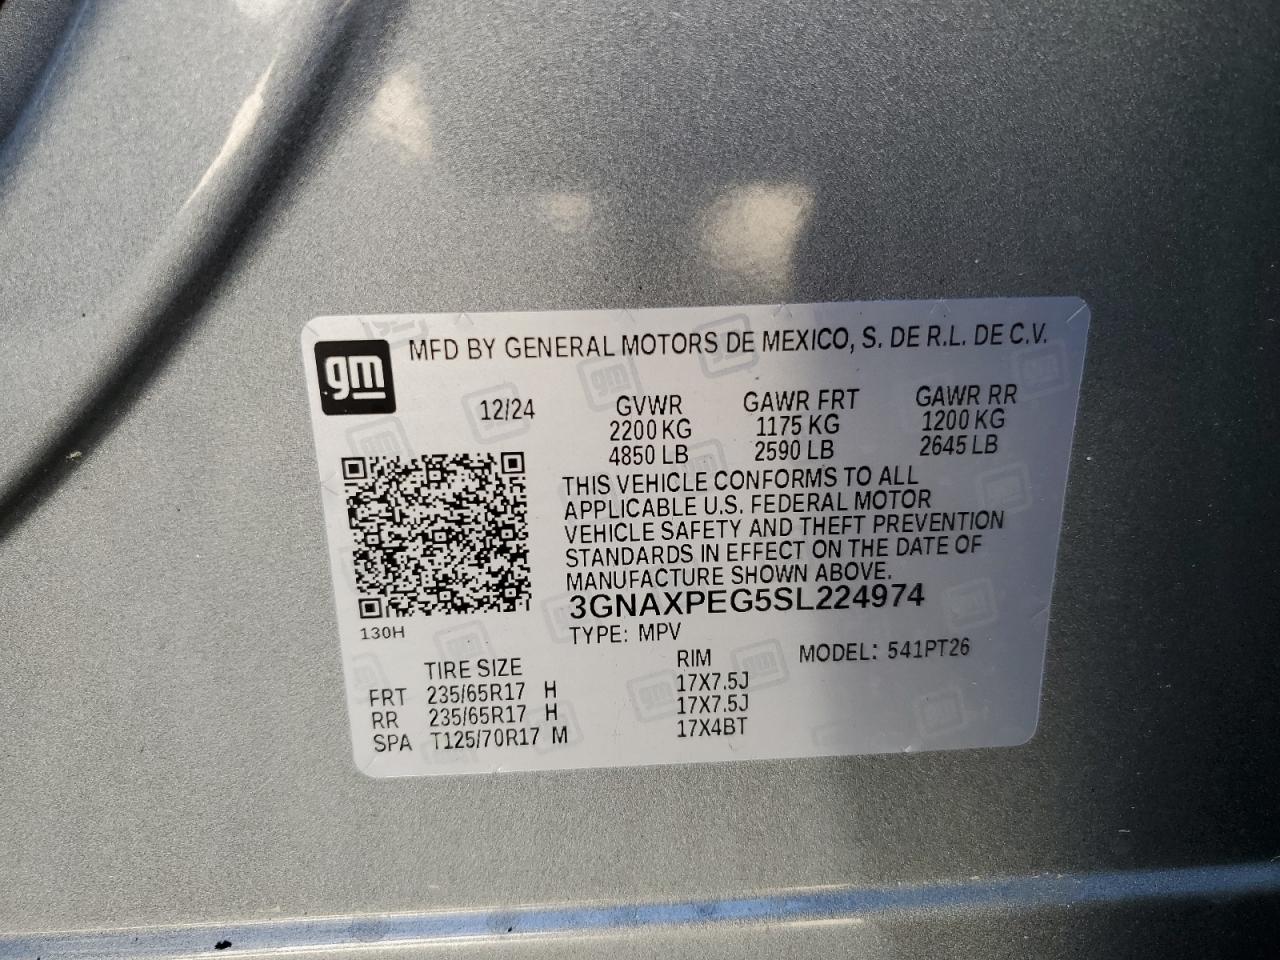 gm
MFD BY GENERAL MOTORS DE MEXICO, S. DE R.L. DE C.V.
12/24 GVWR GAWR FRT GAWR RR
2200 KG 1175 KG 1200 KG
4850 LB 2590 LB 2645 LB
THIS VEHICLE CONFORMS TO ALL
APPLICABLE U.S. FEDERAL MOTOR
VEHICLE SAFETY AND THEFT PREVENTION
STANDARDS IN EFFECT ON THE DATE OF
MANUFACTURE SHOWN ABOVE.
3GNAXPEG5SL224974
130H
TYPE: MPV
TIRE SIZE RIM MODEL: 541PT26
FRT 235/65R17 H 17X7.5J
RR 235/65R17 H 17X7.5J
SPA T125/70R17 M 17X4BT